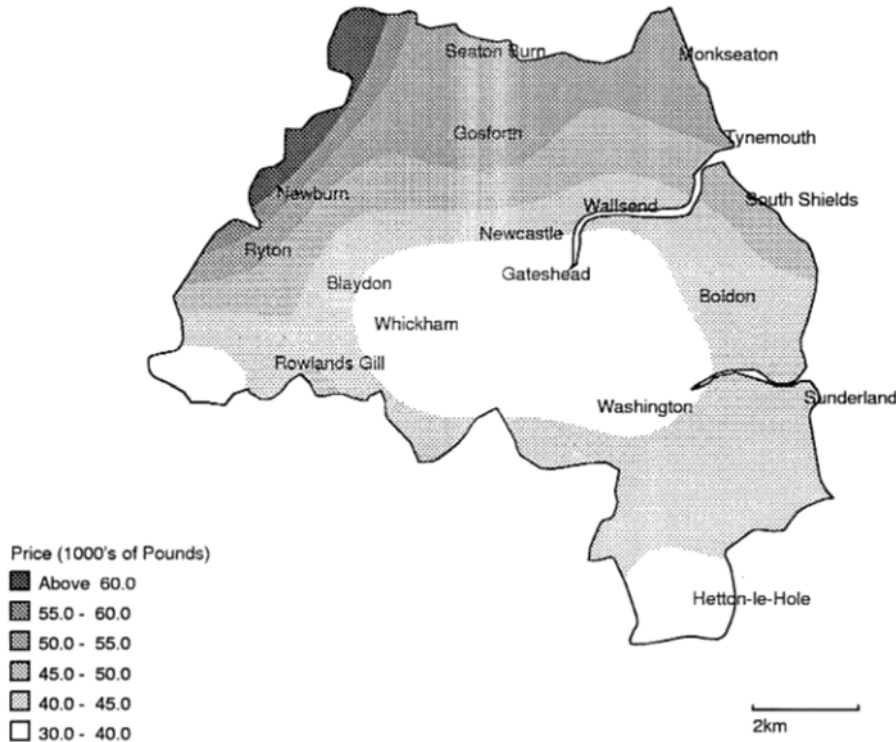 Seaton Burn
Monkseaton
Gosforth
Tynemouth
Newburn
Wallsend
South Shields
Newcastle
Ryton
Gateshead
Blaydon
Boldon
Whickham
Rowlands Gill
Washington
Sunderland
Price (1000's of Pounds)
Above 60.0
55.0 - 60.0
50.0 - 55.0
45.0 - 50.0
40.0 - 45.0
30.0 - 40.0
Hetton-le-Hole
2km